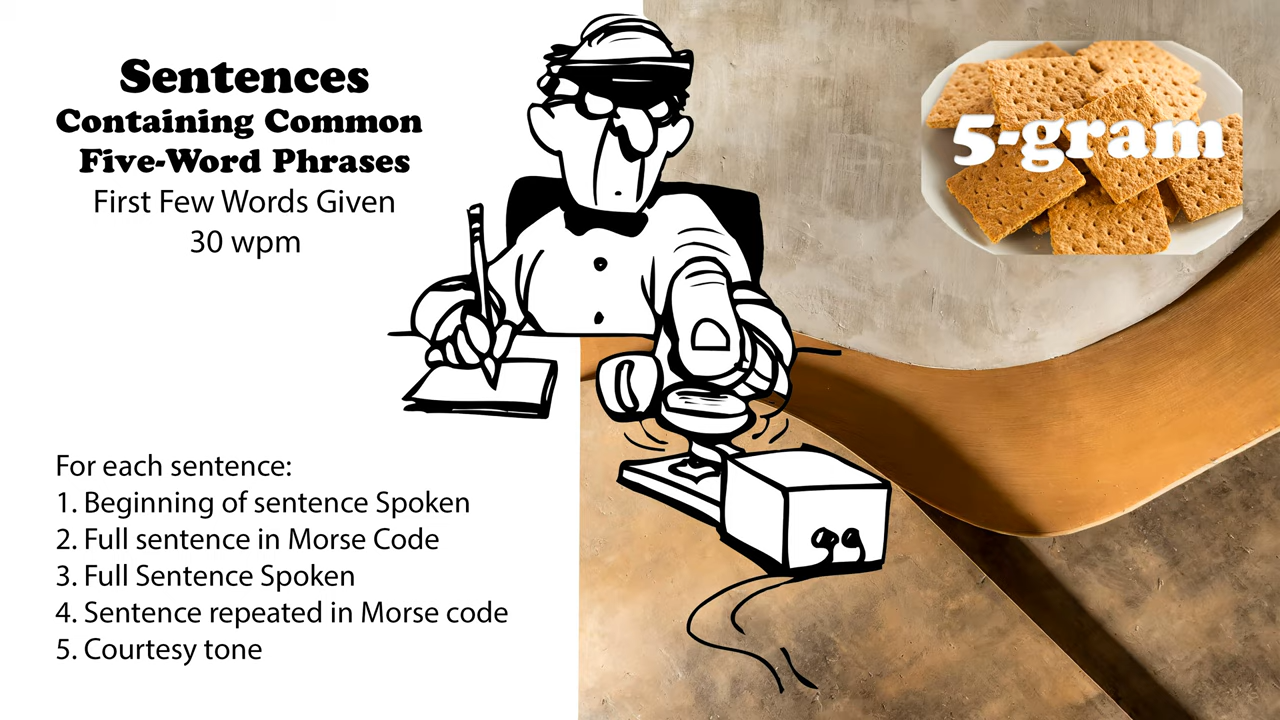 Sentences
Containing Common
Five-Word Phrases
First Few Words Given
30 wpm
5-gram
For each sentence:
1. Beginning of sentence Spoken
2. Full sentence in Morse Code
3. Full Sentence Spoken
4. Sentence repeated in Morse code
5. Courtesy tone